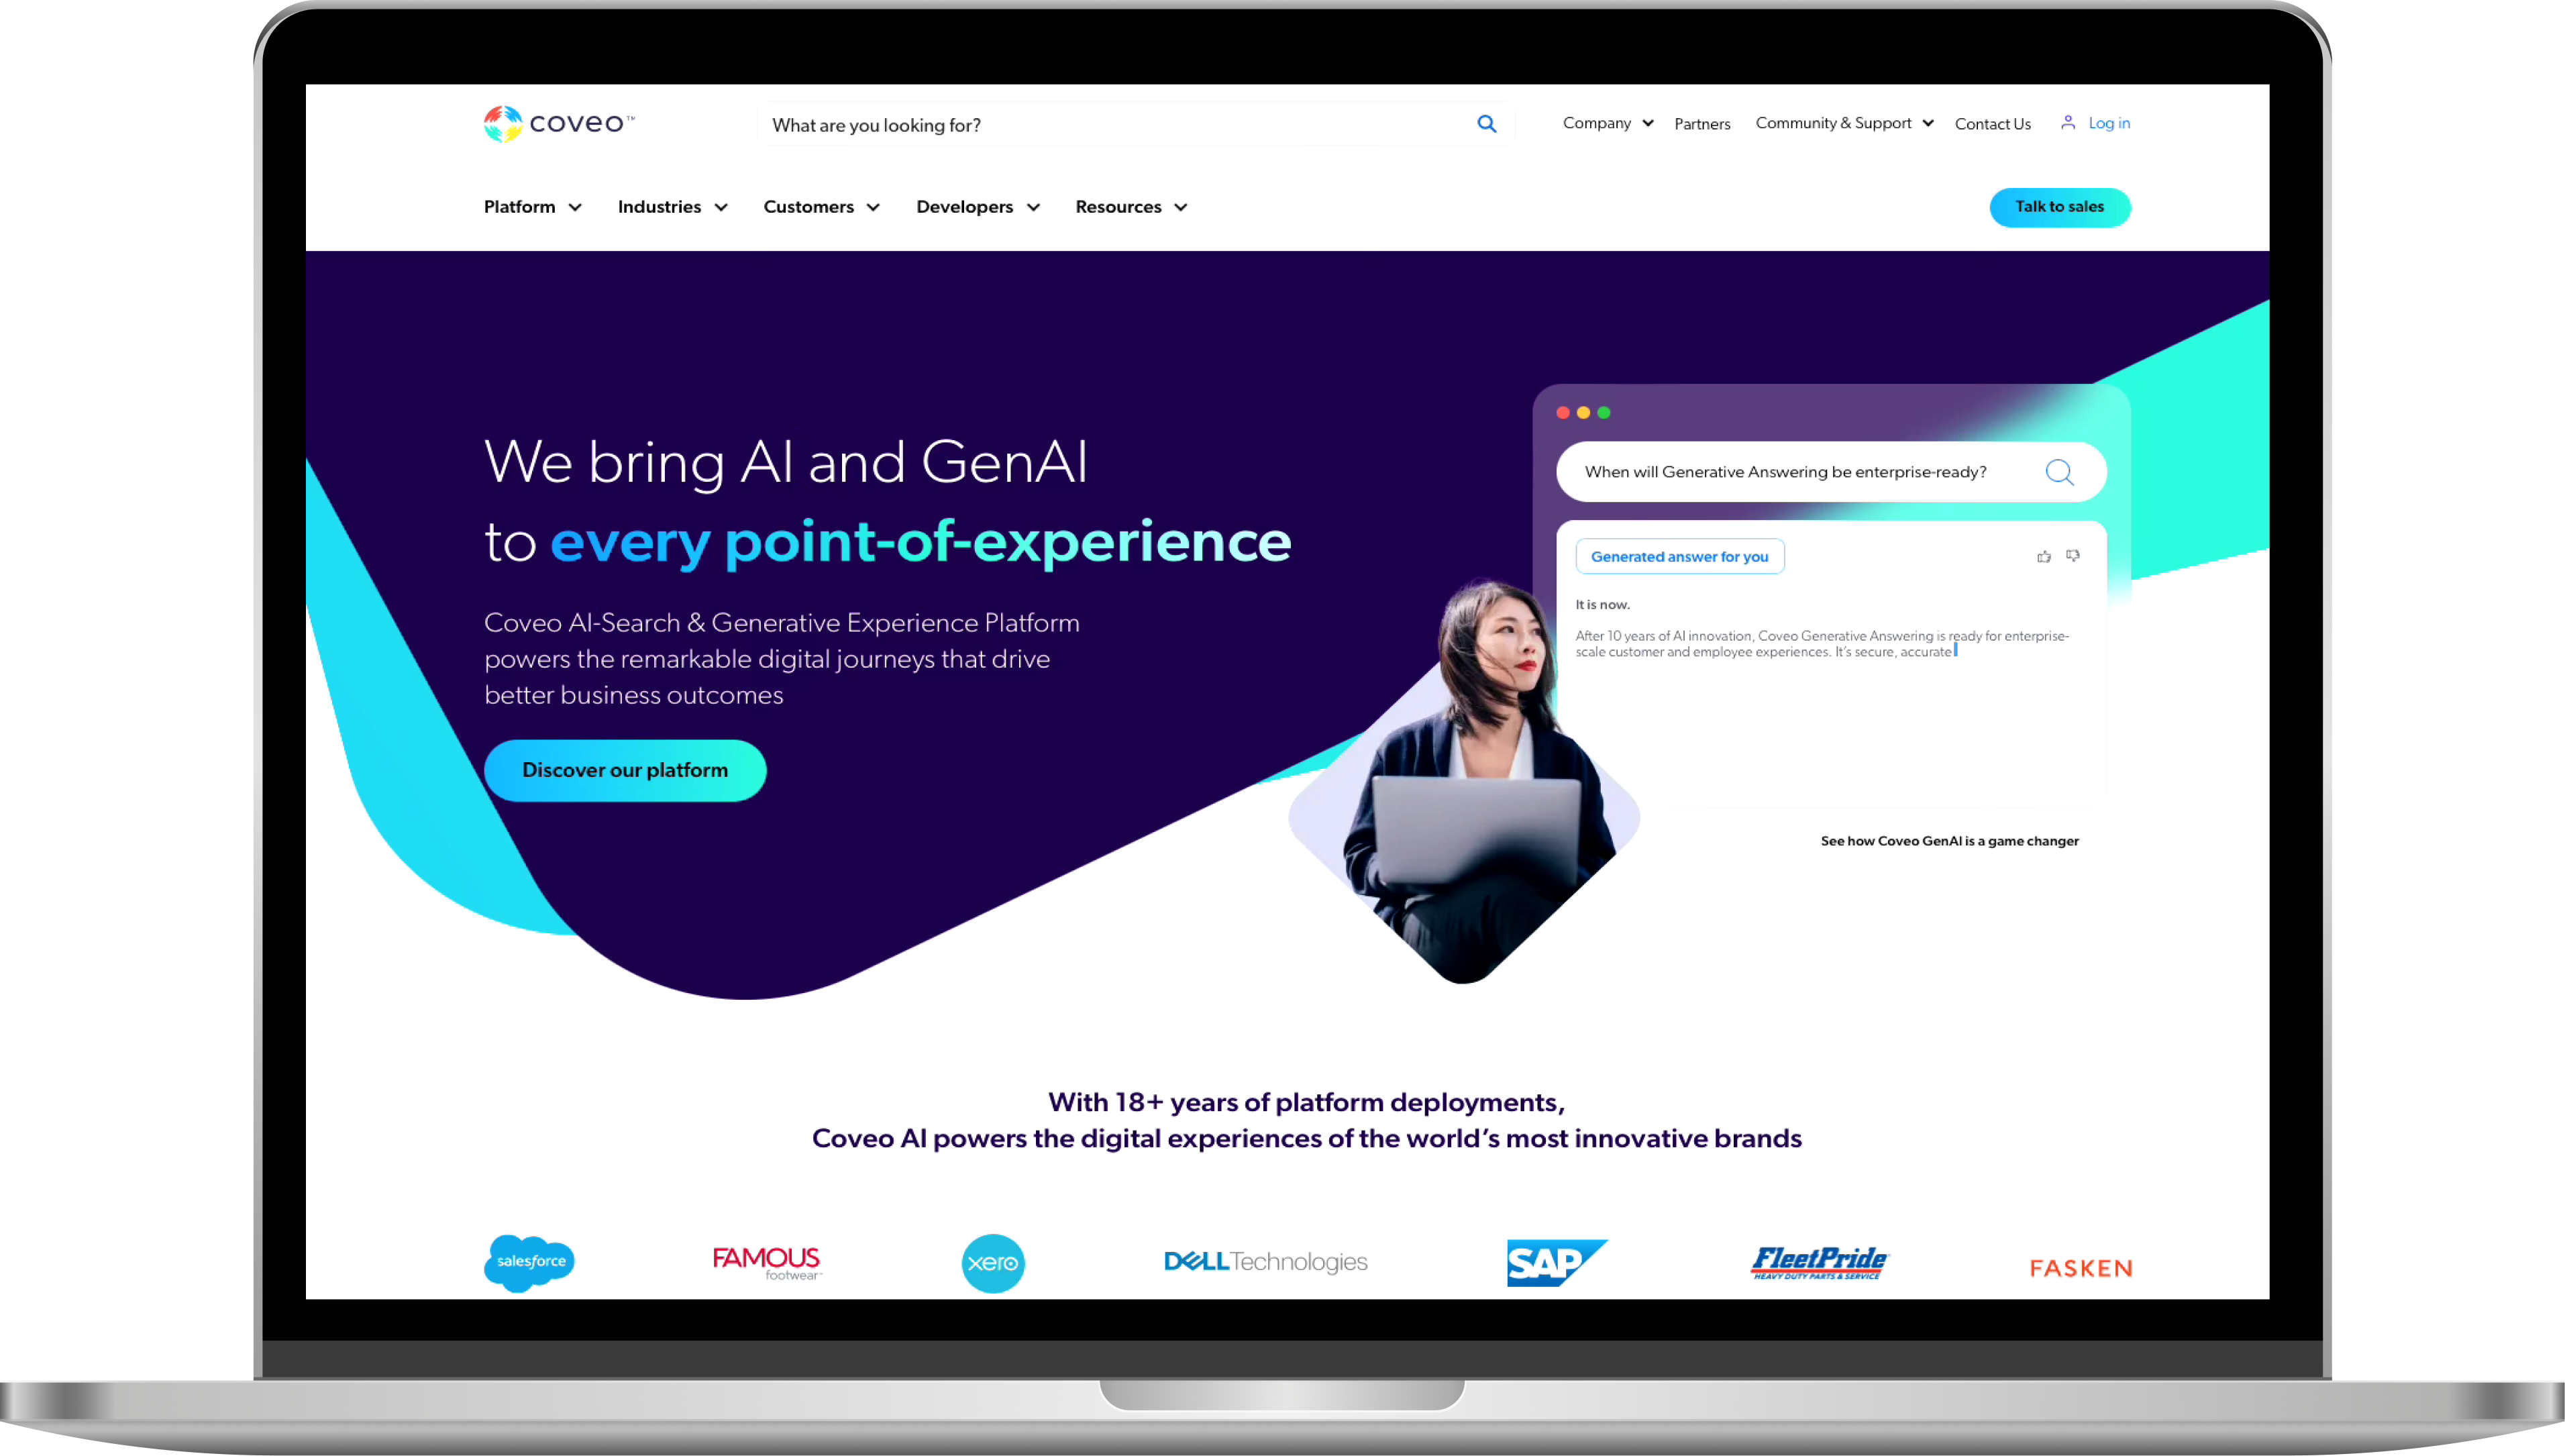 coveo™
What are you looking for?
Company
Partners
Community & Support
Contact Us
Log in
Platform
Industries
Customers
Developers
Resources
Talk to sales
We bring AI and GenAI
to every point-of-experience
Coveo AI-Search & Generative Experience Platform
powers the remarkable digital journeys that drive
better business outcomes
Discover our platform
When will Generative Answering be enterprise-ready?
Generated answer for you
It is now.
After 10 years of AI innovation, Coveo Generative Answering is ready for enterprise-
scale customer and employee experiences. It's secure, accurate
See how Coveo GenAI is a game changer
With 18+ years of platform deployments,
Coveo AI powers the digital experiences of the world's most innovative brands
salesforce
FAMOUS
footwear
xero
DELL Technologies
SAP
FleetPride
HEAVY DUTY PARTS & SERVICE
FASKEN